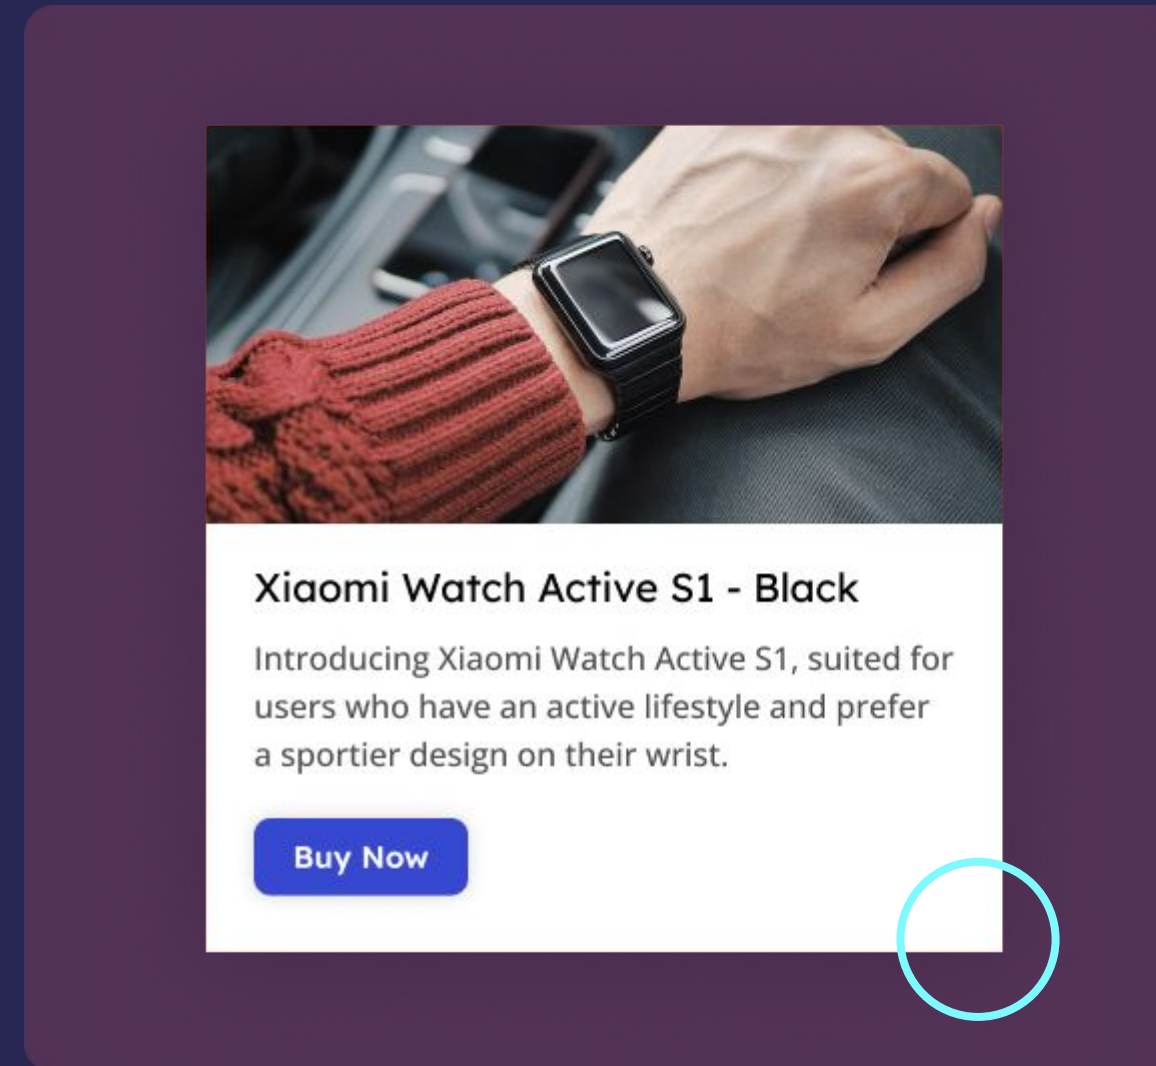 Xiaomi Watch Active S1 - Black
Introducing Xiaomi Watch Active S1, suited for
users who have an active lifestyle and prefer
a sportier design on their wrist.
Buy Now